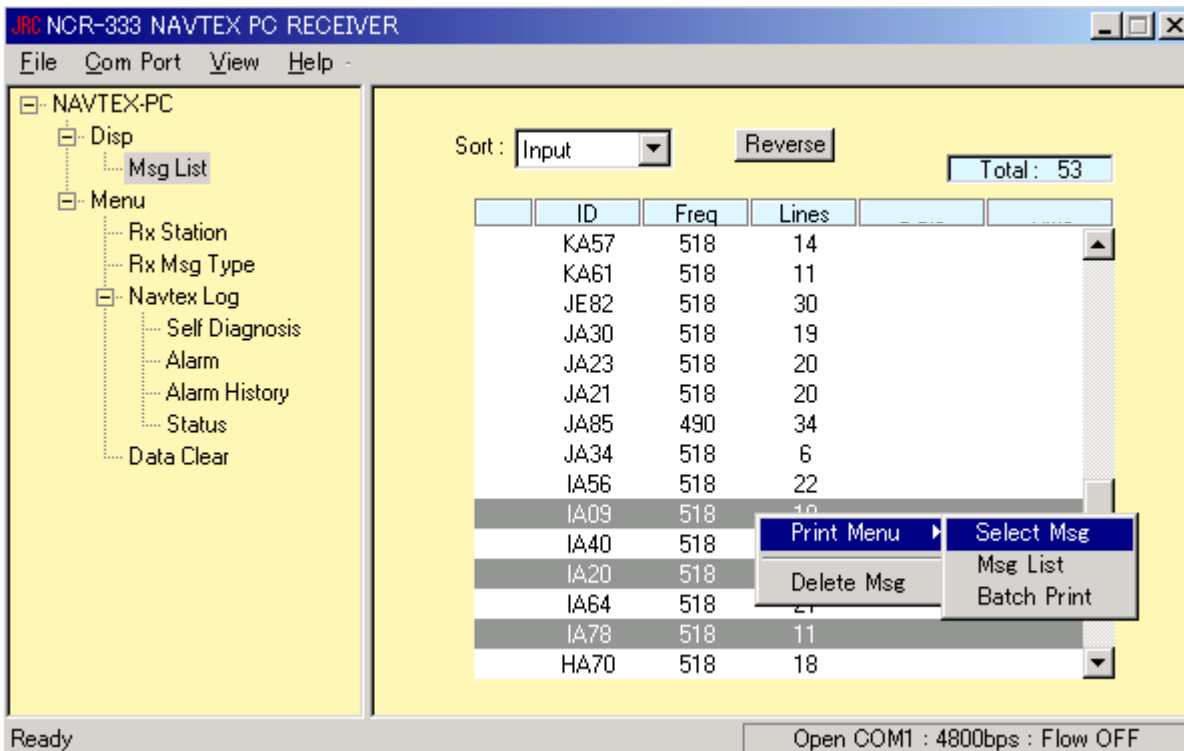 JRC NCR-333 NAVTEX PC RECEIVER
File Com Port View Help
NAVTEX-PC
Disp
Msg List
Menu
Rx Station
Rx Msg Type
Navtex Log
Self Diagnosis
Alarm
Alarm History
Status
Data Clear
Sort : Input Reverse
Total : 53
ID Freq Lines
KA57 518 14
KA61 518 11
JE82 518 30
JA30 518 19
JA23 518 20
JA21 518 20
JA85 490 34
JA34 518 6
IA56 518 22
IA09 518
IA40 518
IA20 518
IA64 518
IA78 518 11
HA70 518 18
Print Menu
Delete Msg
Select Msg
Msg List
Batch Print
Ready
Open COM1 : 4800bps : Flow OFF